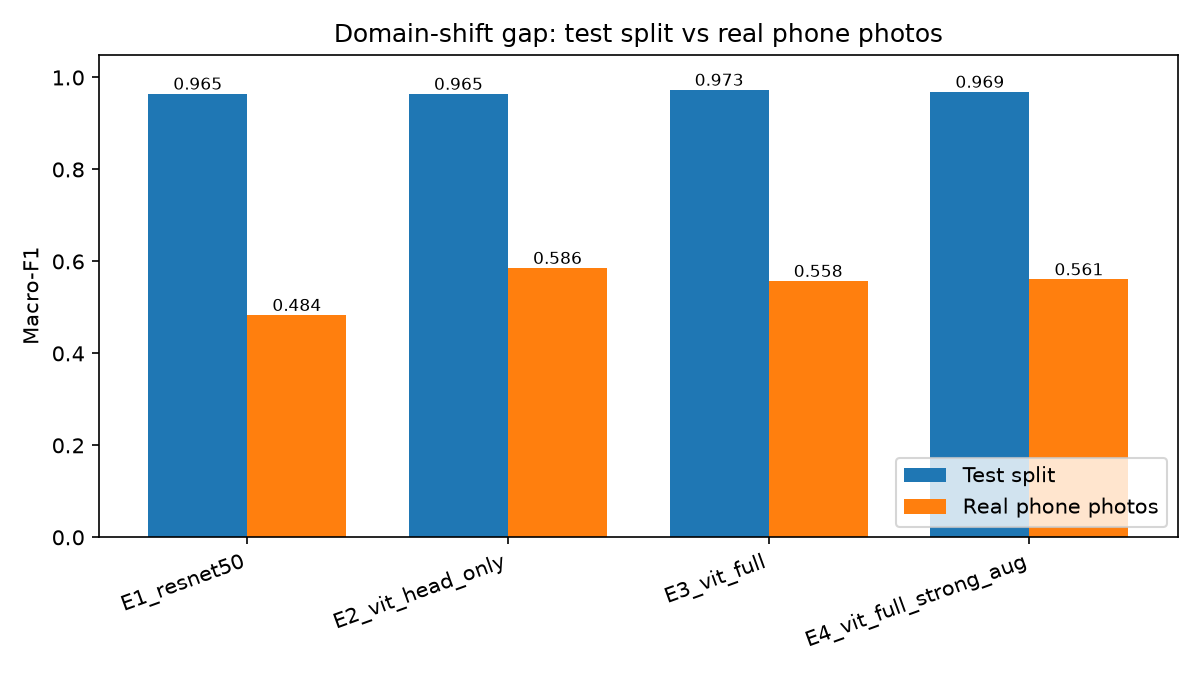 Domain-shift gap: test split vs real phone photos
Macro-F1
1.0
0.8
0.6
0.4
0.2
0.0
0.965
0.484
0.965
0.586
0.973
0.558
0.969
0.561
Test split
Real phone photos
E1_resnet50
E2_vit_head_only
E3_vit_full
E4_vit_full_strong_aug